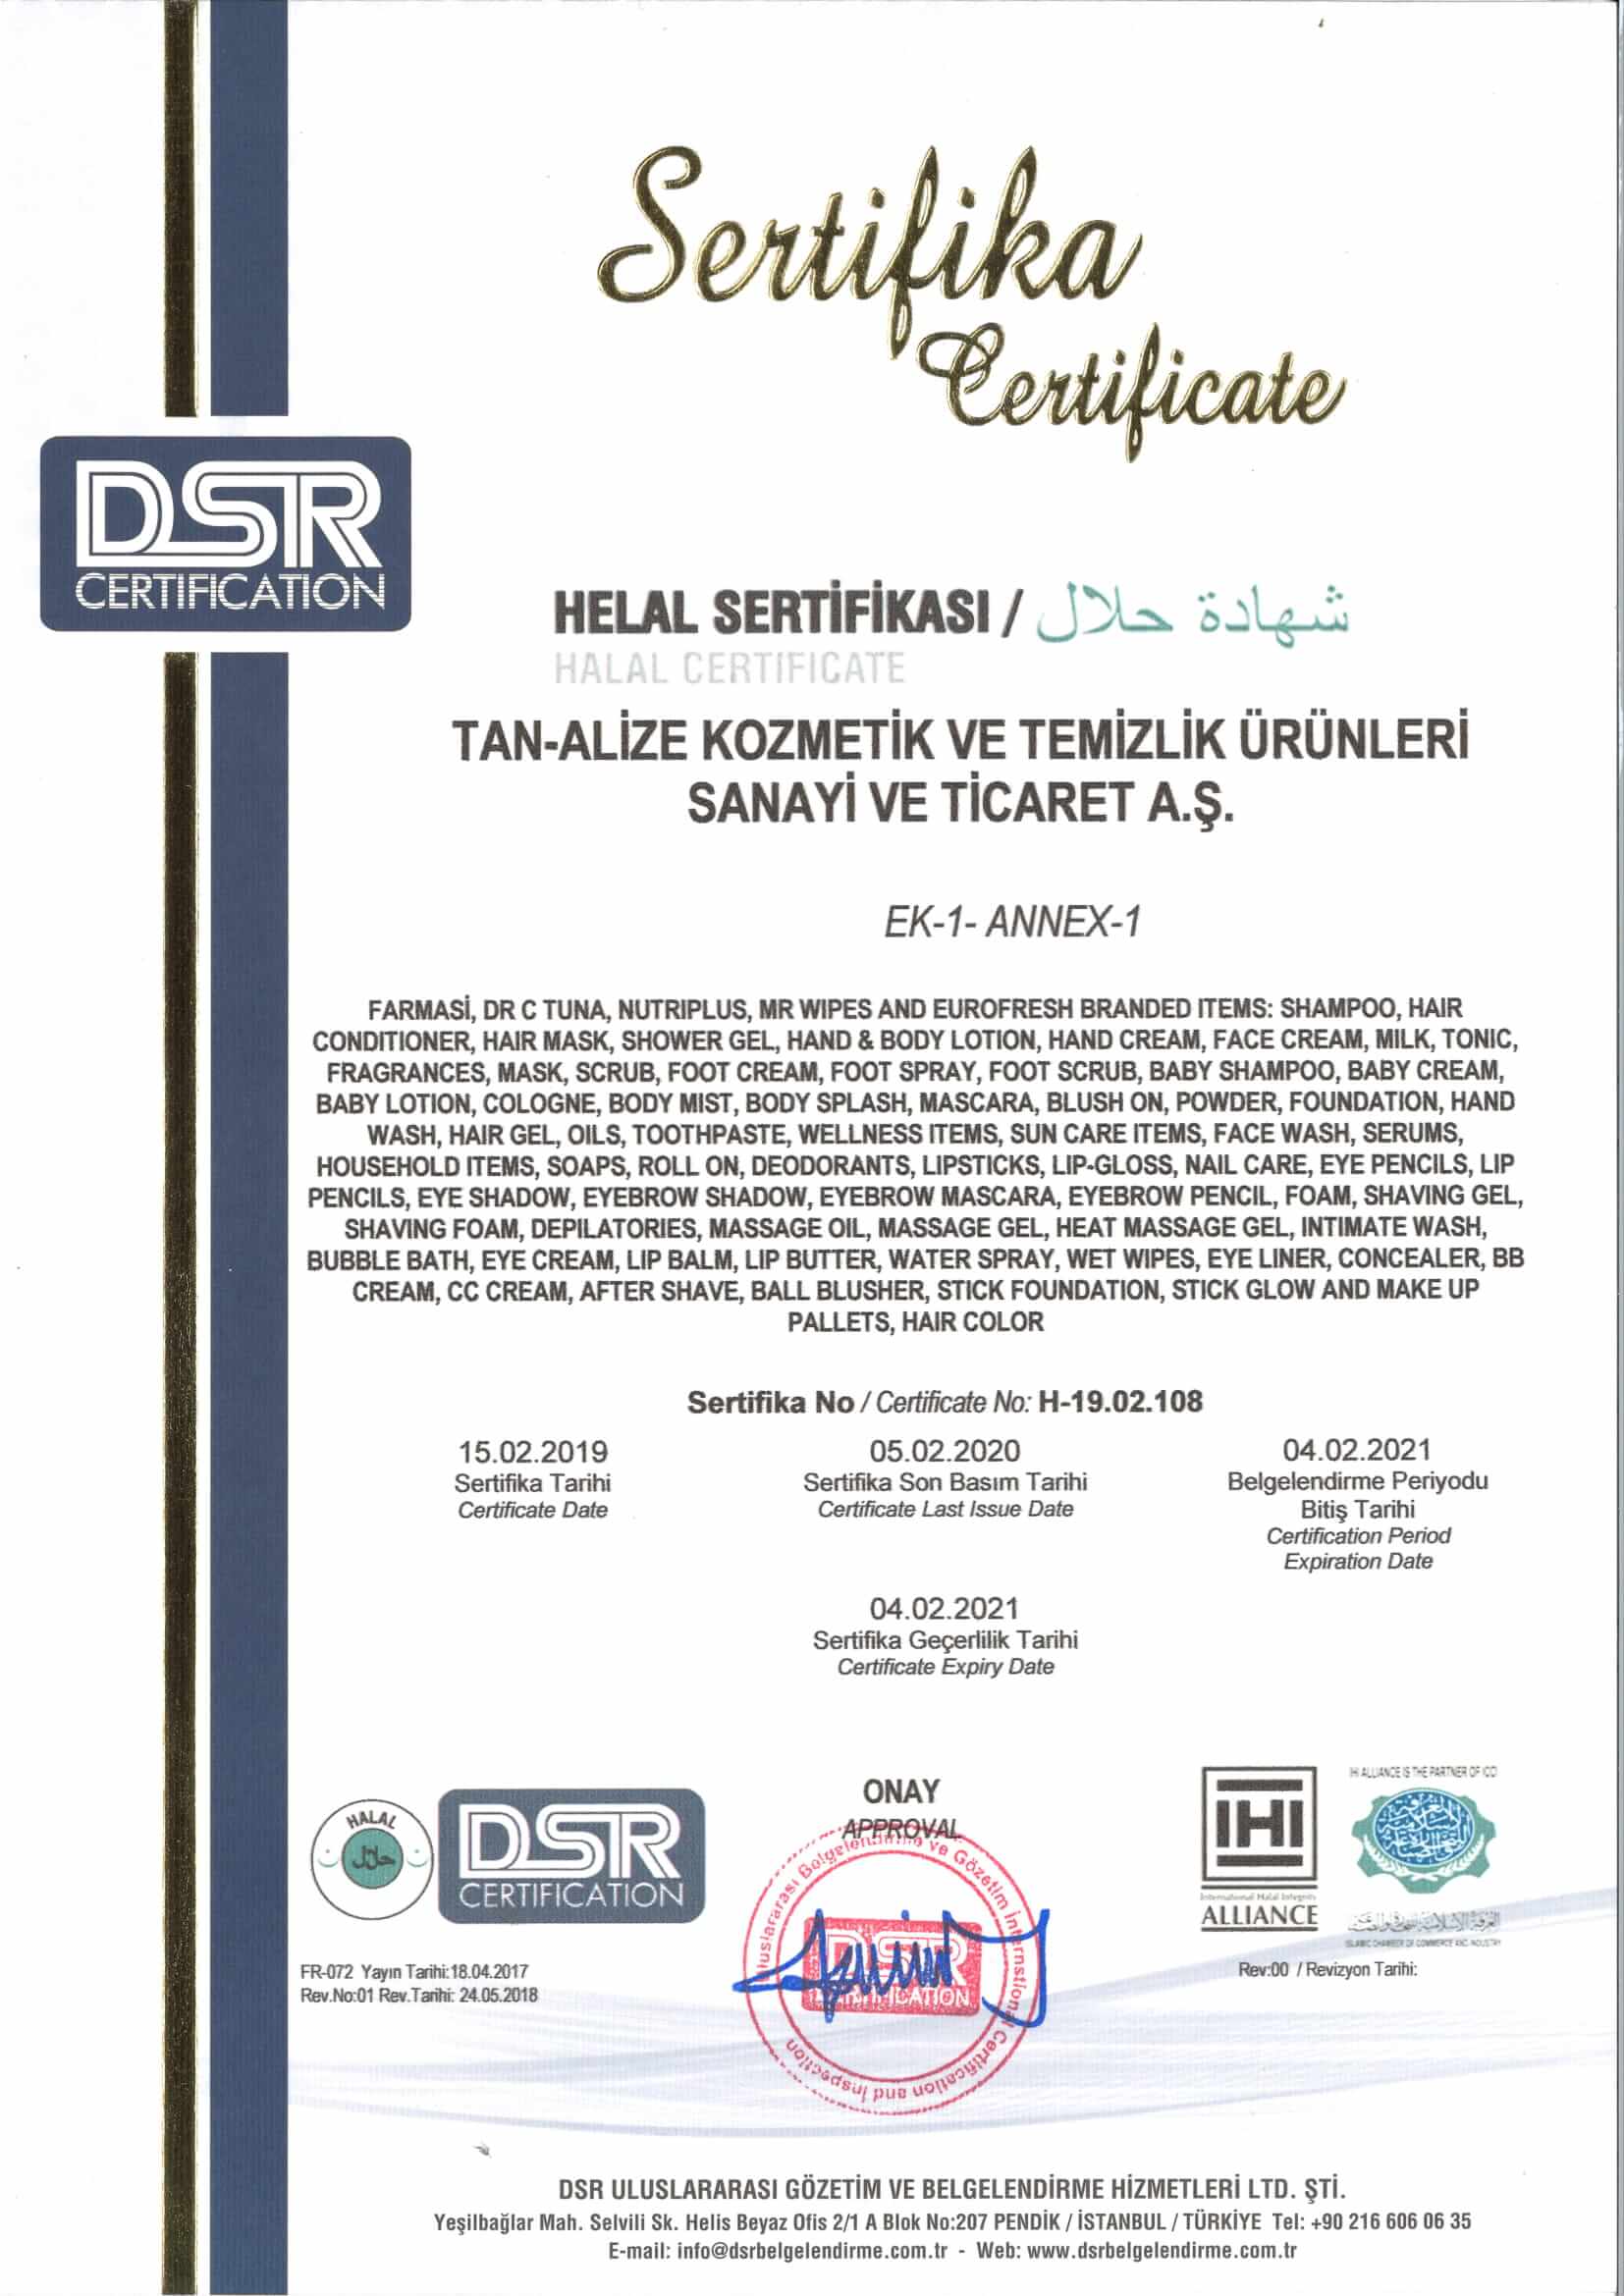 Sertifika
Certificate
DSR
CERTIFICATION
HELAL SERTİFİKASI / شهادة حلال
HALAL CERTIFICATE
TAN-ALİZE KOZMETİK VE TEMİZLİK ÜRÜNLERİ
SANAYİ VE TİCARET A.Ş.
EK-1- ANNEX-1
FARMASİ, DR C TUNA, NUTRIPLUS, MR WIPES AND EUROFRESH BRANDED ITEMS: SHAMPOO, HAIR
CONDITIONER, HAIR MASK, SHOWER GEL, HAND & BODY LOTION, HAND CREAM, FACE CREAM, MILK, TONIC,
FRAGRANCES, MASK, SCRUB, FOOT CREAM, FOOT SPRAY, FOOT SCRUB, BABY SHAMPOO, BABY CREAM,
BABY LOTION, COLOGNE, BODY MIST, BODY SPLASH, MASCARA, BLUSH ON, POWDER, FOUNDATION, HAND
WASH, HAIR GEL, OILS, TOOTHPASTE, WELLNESS ITEMS, SUN CARE ITEMS, FACE WASH, SERUMS,
HOUSEHOLD ITEMS, SOAPS, ROLL ON, DEODORANTS, LIPSTICKS, LIP-GLOSS, NAIL CARE, EYE PENCILS, LIP
PENCILS, EYE SHADOW, EYEBROW SHADOW, EYEBROW MASCARA, EYEBROW PENCIL, FOAM, SHAVING GEL,
SHAVING FOAM, DEPILATORIES, MASSAGE OIL, MASSAGE GEL, HEAT MASSAGE GEL, INTIMATE WASH,
BUBBLE BATH, EYE CREAM, LIP BALM, LIP BUTTER, WATER SPRAY, WET WIPES, EYE LINER, CONCEALER, BB
CREAM, CC CREAM, AFTER SHAVE, BALL BLUSHER, STICK FOUNDATION, STICK GLOW AND MAKE UP
PALLETS, HAIR COLOR
Sertifika No / Certificate No: H-19.02.108
15.02.2019
Sertifika Tarihi
Certificate Date
05.02.2020
Sertifika Son Basım Tarihi
Certificate Last Issue Date
04.02.2021
Belgelendirme Periyodu
Bitiş Tarihi
Certification Period
Expiration Date
04.02.2021
Sertifika Geçerlilik Tarihi
Certificate Expiry Date
HALAL
حلال
DSR
CERTIFICATION
ONAY
APPROVAL
Uluslararası Belgelendirme ve Gözetim Internstional Certification and Inspection
DSR
CERTIFICATION
IHI
International Halal Integrity
ALLIANCE
IHI ALLIANCE IS THE PARTNER OF ICCI
ISLAMIC CHAMBER OF COMMERCE AND INDUSTRY
FR-072 Yayın Tarihi:18.04.2017
Rev.No:01 Rev.Tarihi: 24.05.2018
Rev:00 / Revizyon Tarihi:
DSR ULUSLARARASI GÖZETİM VE BELGELENDİRME HİZMETLERİ LTD. ŞTİ.
Yeşilbağlar Mah. Selvili Sk. Helis Beyaz Ofis 2/1 A Blok No:207 PENDİK / İSTANBUL / TÜRKİYE Tel: +90 216 606 06 35
E-mail: info@dsrbelgelendirme.com.tr - Web: www.dsrbelgelendirme.com.tr